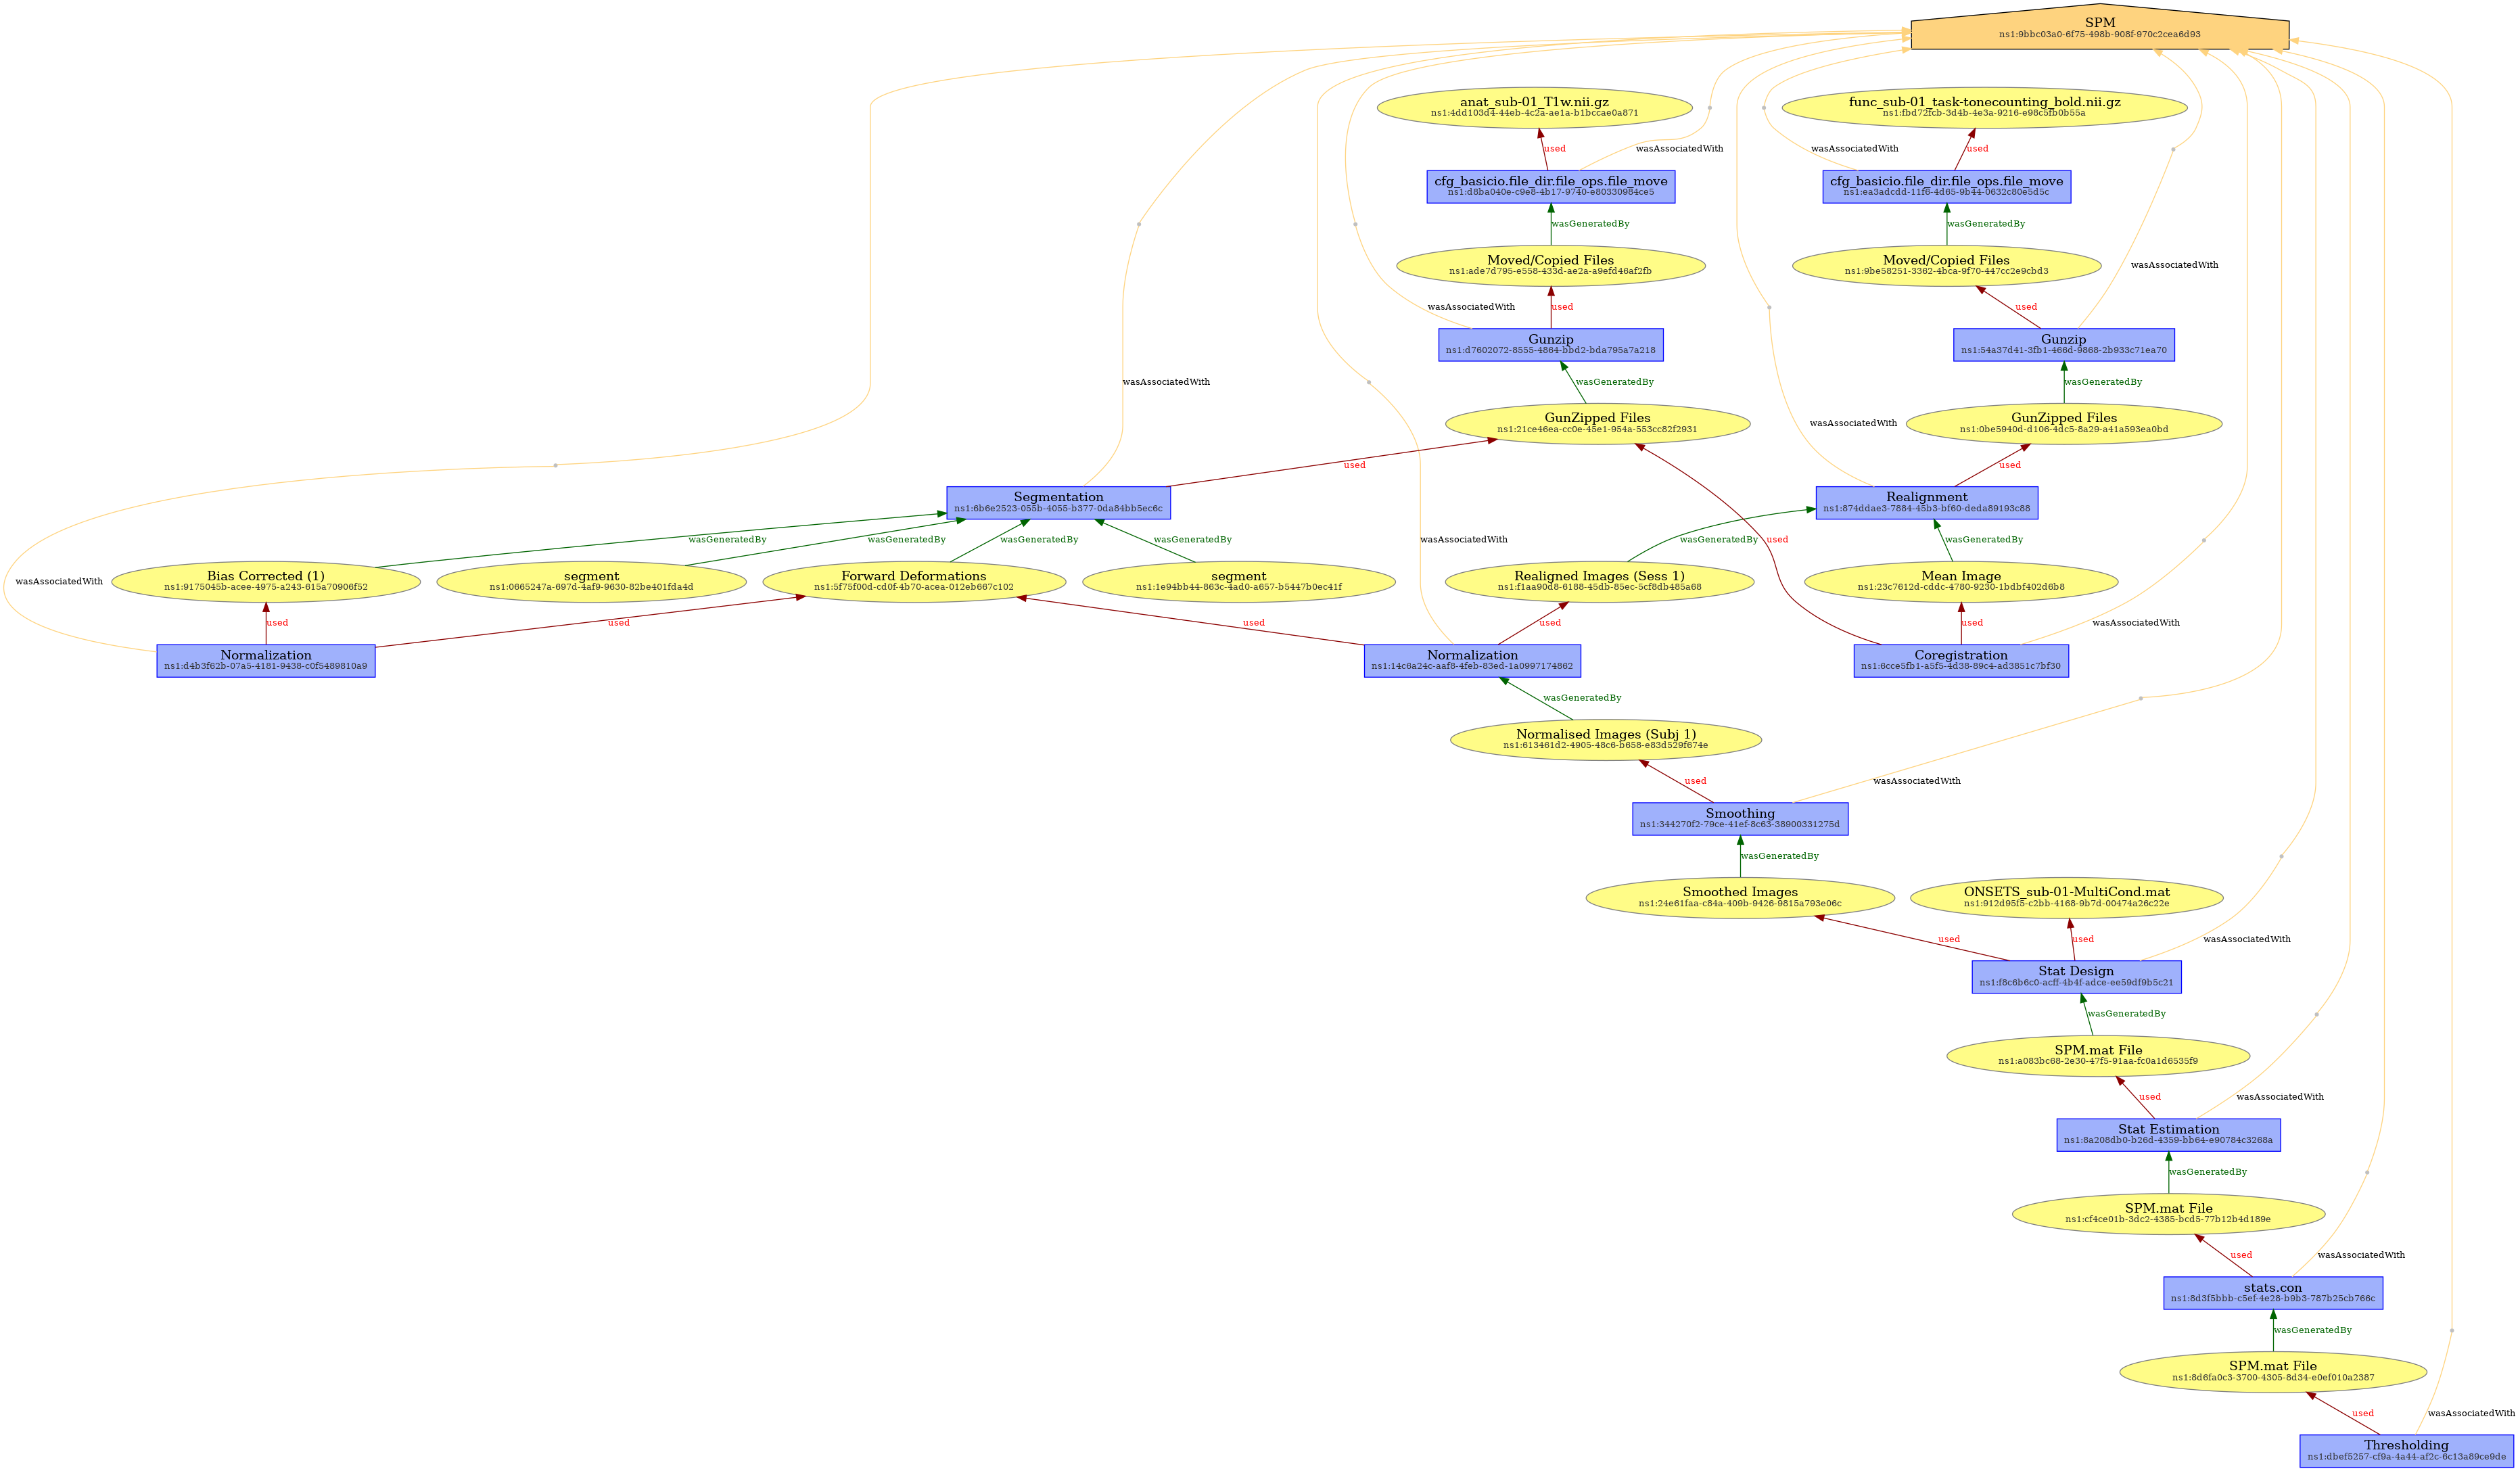 SPM
ns1:9bbc03a0-6f75-498b-908f-970c2cea6d93
anat_sub-01_T1w.nii.gz
ns1:4dd103d4-44eb-4c2a-ae1a-b1bccae0a871
func_sub-01_task-tonecounting_bold.nii.gz
ns1:fbd72fcb-3d4b-4e3a-9216-e98c5fb0b55a
used
wasAssociatedWith
wasAssociatedWith
used
cfg_basicio.file_dir.file_ops.file_move
ns1:d8ba040e-c9e8-4b17-9740-e80330984ce5
cfg_basicio.file_dir.file_ops.file_move
ns1:ea3adcdd-11f6-4d65-9b44-0632c80e5d5c
wasGeneratedBy
wasGeneratedBy
Moved/Copied Files
ns1:ade7d795-e558-433d-ae2a-a9efd46af2fb
Moved/Copied Files
ns1:9be58251-3362-4bca-9f70-447cc2e9cbd3
wasAssociatedWith
wasAssociatedWith
used
used
Gunzip
ns1:d7602072-8555-4864-bbd2-bda795a7a218
Gunzip
ns1:54a37d41-3fb1-466d-9868-2b933c71ea70
wasAssociatedWith
wasGeneratedBy
wasGeneratedBy
GunZipped Files
ns1:21ce46ea-cc0e-45e1-954a-553cc82f2931
GunZipped Files
ns1:0be5940d-d106-4dc5-8a29-a41a593ea0bd
wasAssociatedWith
used
used
Segmentation
ns1:6b6e2523-055b-4055-b377-0da84bb5ec6c
Realignment
ns1:874ddae3-7884-45b3-bf60-deda89193c88
wasGeneratedBy
wasGeneratedBy
wasGeneratedBy
wasGeneratedBy
wasAssociatedWith
wasGeneratedBy
used
wasGeneratedBy
wasAssociatedWith
Bias Corrected (1)
ns1:9175045b-acee-4975-a243-615a70906f52
segment
ns1:0665247a-697d-4af9-9630-82be401fda4d
Forward Deformations
ns1:5f75f00d-cd0f-4b70-acea-012eb667c102
segment
ns1:1e94bb44-863c-4ad0-a657-b5447b0ec41f
Realigned Images (Sess 1)
ns1:f1aa90d8-6188-45db-85ec-5cf8db485a68
Mean Image
ns1:23c7612d-cddc-4780-9230-1bdbf402d6b8
used
used
used
used
used
wasAssociatedWith
Normalization
ns1:d4b3f62b-07a5-4181-9438-c0f5489810a9
Normalization
ns1:14c6a24c-aaf8-4feb-83ed-1a0997174862
Coregistration
ns1:6cce5fb1-a5f5-4d38-89c4-ad3851c7bf30
wasGeneratedBy
Normalised Images (Subj 1)
ns1:613461d2-4905-48c6-b658-e83d529f674e
used
wasAssociatedWith
Smoothing
ns1:344270f2-79ce-41ef-8c63-38900331275d
wasGeneratedBy
Smoothed Images
ns1:24e61faa-c84a-409b-9426-9815a793e06c
ONSETS_sub-01-MultiCond.mat
ns1:912d95f5-c2bb-4168-9b7d-00474a26c22e
used
used
wasAssociatedWith
Stat Design
ns1:f8c6b6c0-acff-4b4f-adce-ee59df9b5c21
wasGeneratedBy
SPM.mat File
ns1:a083bc68-2e30-47f5-91aa-fc0a1d6535f9
used
wasAssociatedWith
Stat Estimation
ns1:8a208db0-b26d-4359-bb64-e90784c3268a
wasGeneratedBy
SPM.mat File
ns1:cf4ce01b-3dc2-4385-bcd5-77b12b4d189e
used
wasAssociatedWith
stats.con
ns1:8d3f5bbb-c5ef-4e28-b9b3-787b25cb766c
wasGeneratedBy
SPM.mat File
ns1:8d6fa0c3-3700-4305-8d34-e0ef010a2387
used
wasAssociatedWith
Thresholding
ns1:dbef5257-cf9a-4a44-af2c-6c13a89ce9de